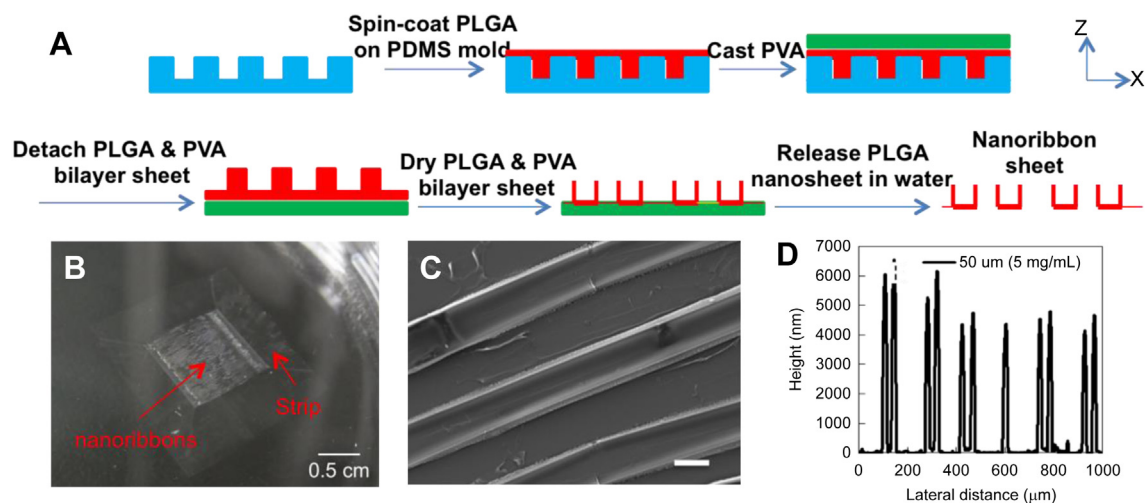 A
Spin-coat PLGA
on PDMS mold
Cast PVA
Z
X
Detach PLGA & PVA
bilayer sheet
Dry PLGA & PVA
bilayer sheet
Release PLGA
nanosheet in water
Nanoribbon
sheet
B
nanoribbons
Strip
0.5 cm
C
D
7000
6000
5000
4000
3000
2000
1000
0
Height (nm)
50 um (5 mg/mL)
0 200 400 600 800 1000
Lateral distance (μm)